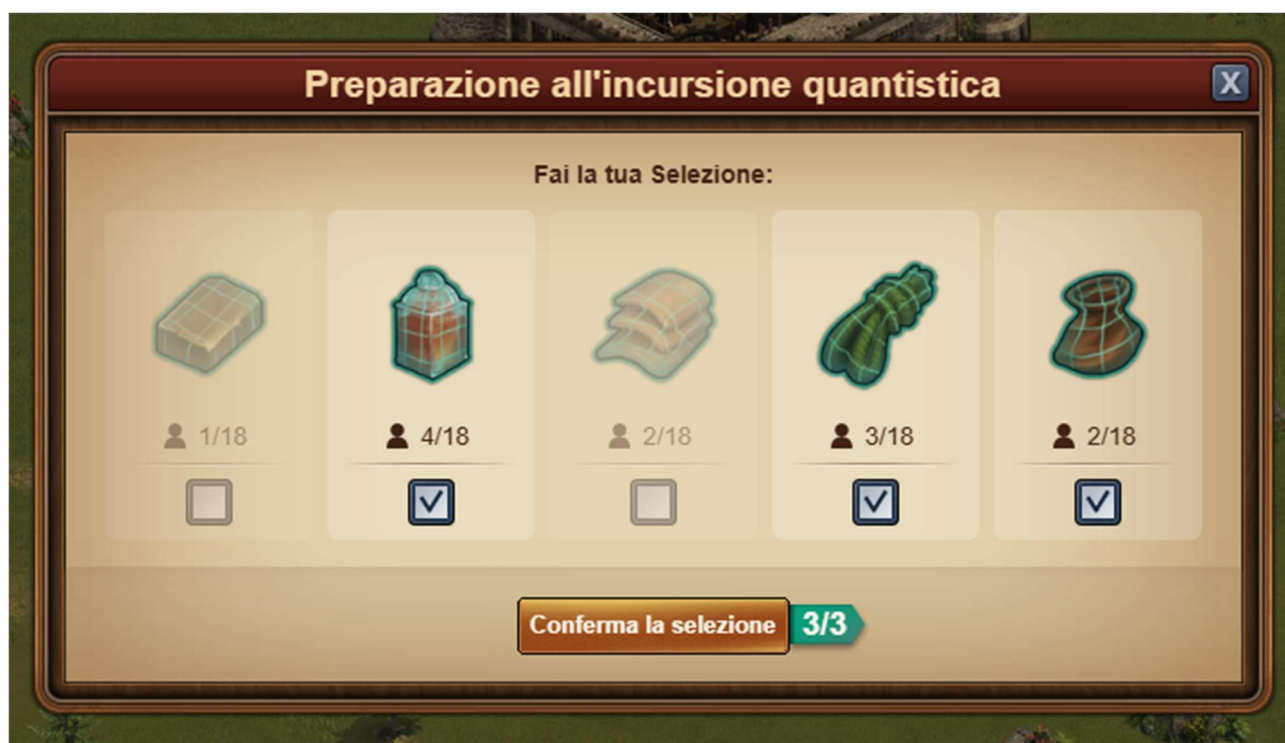 Preparazione all'incursione quantistica
X
Fai la tua Selezione:
1/18
4/18
2/18
3/18
2/18
Conferma la selezione
3/3